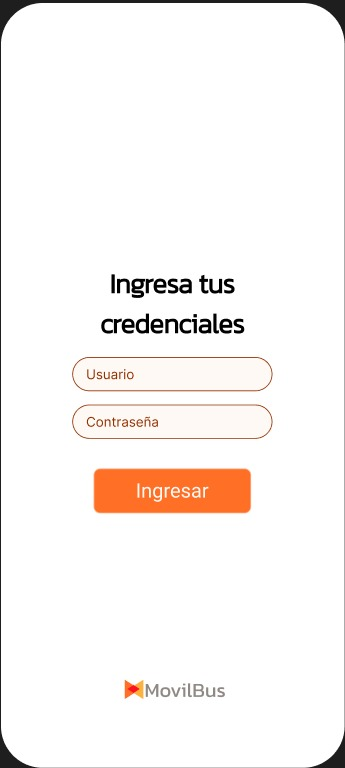 Ingresa tus
credenciales
Usuario
Contraseña
Ingresar
MovilBus